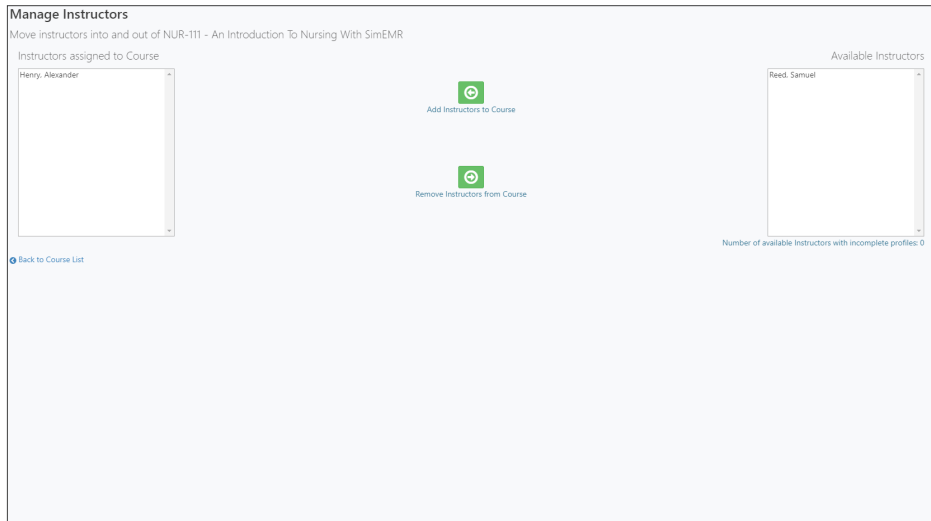 Manage Instructors
Move instructors into and out of NUR-111 - An Introduction To Nursing With SimEMR
Instructors assigned to Course
Available Instructors
Henry, Alexander
Reed, Samuel
Add Instructors to Course
Remove Instructors from Course
Number of available Instructors with incomplete profiles: 0
Back to Course List